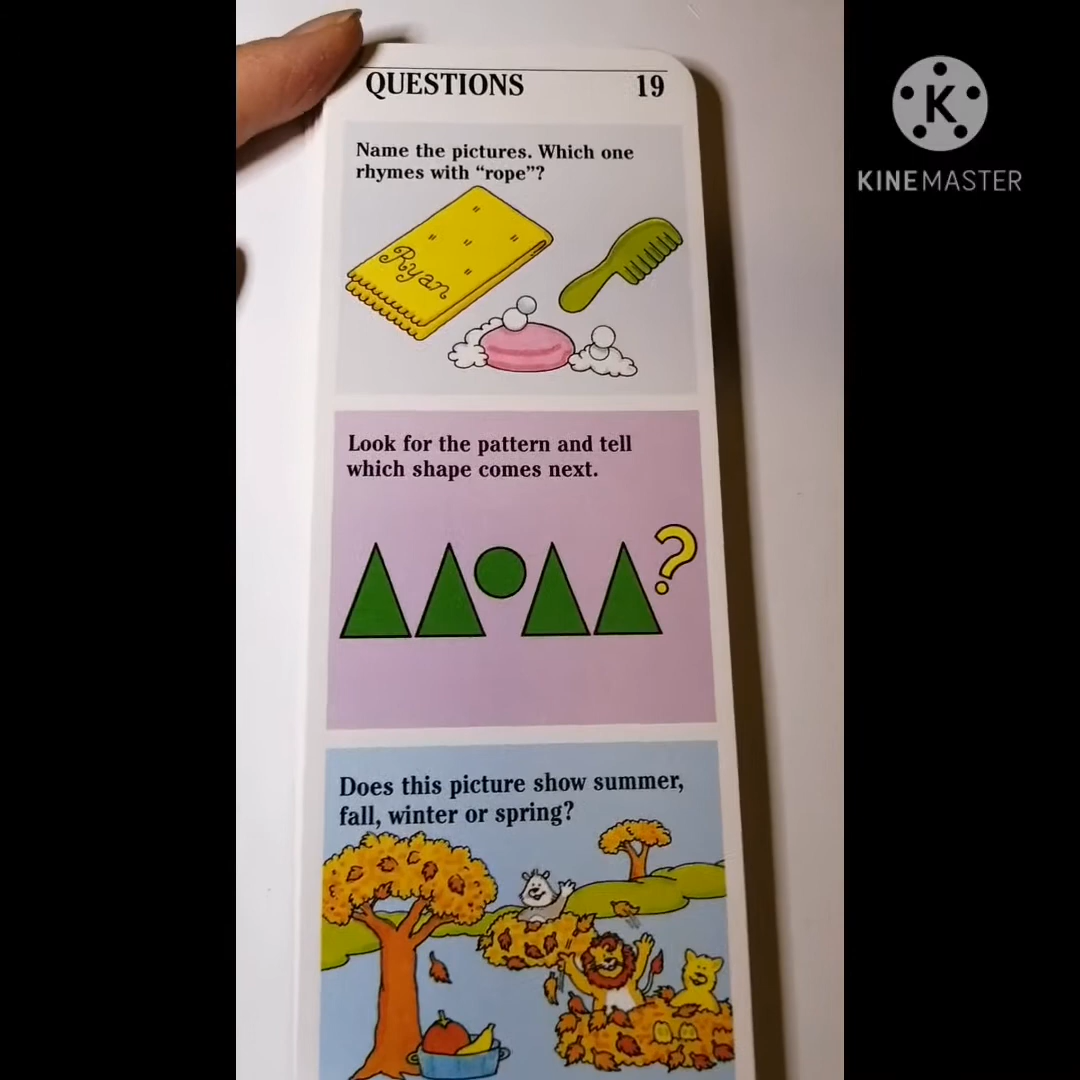 QUESTIONS 19
Name the pictures. Which one
rhymes with “rope”?
Ryan
Look for the pattern and tell
which shape comes next.
?
Does this picture show summer,
fall, winter or spring?
K
KINEMASTER